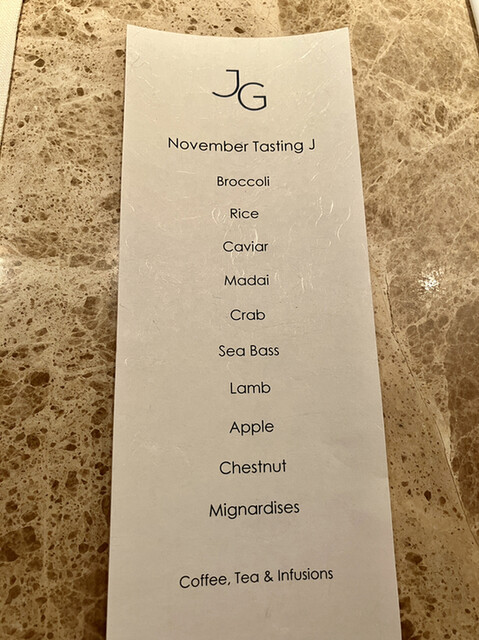 JG
November Tasting J
Broccoli
Rice
Caviar
Madai
Crab
Sea Bass
Lamb
Apple
Chestnut
Mignardises
Coffee, Tea & Infusions